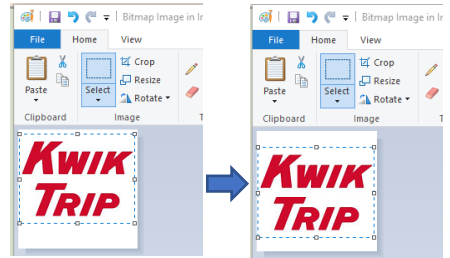 Bitmap Image in Ir
File Home View
Paste
Select
Crop
Resize
Rotate
Clipboard
Image
KWIK
TRIP
Bitmap Image in Ir
File Home View
Paste
Select
Crop
Resize
Rotate
Clipboard
Image
KWIK
TRIP